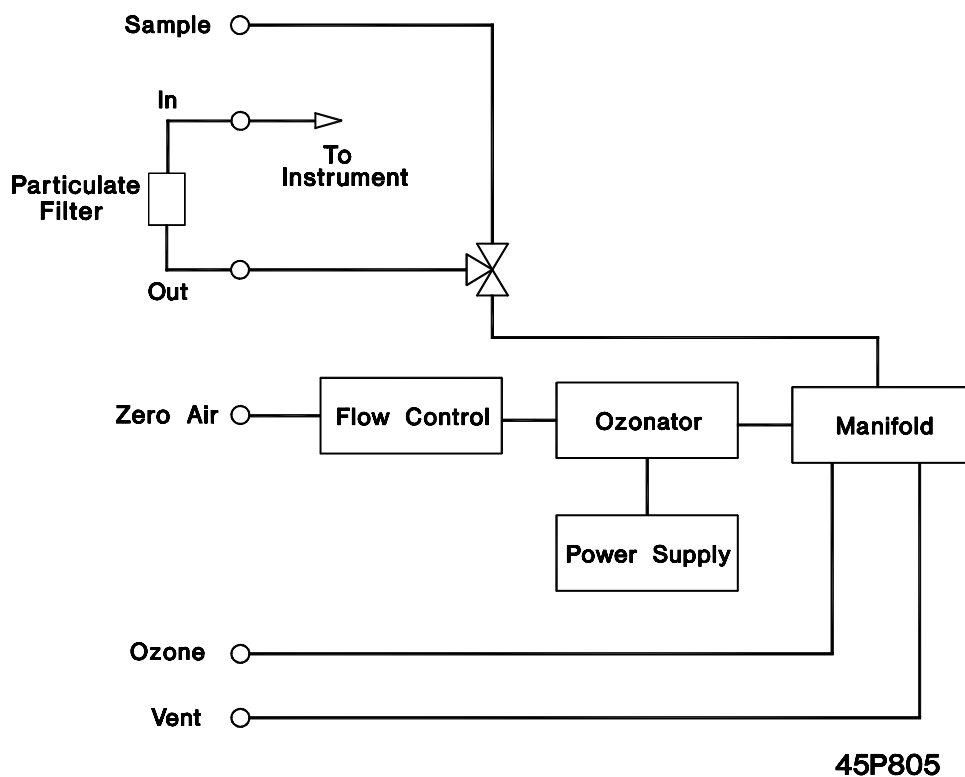 Sample
In
To
Instrument
Particulate
Filter
Out
Zero Air
Flow Control
Ozonator
Manifold
Power Supply
Ozone
Vent
45P805